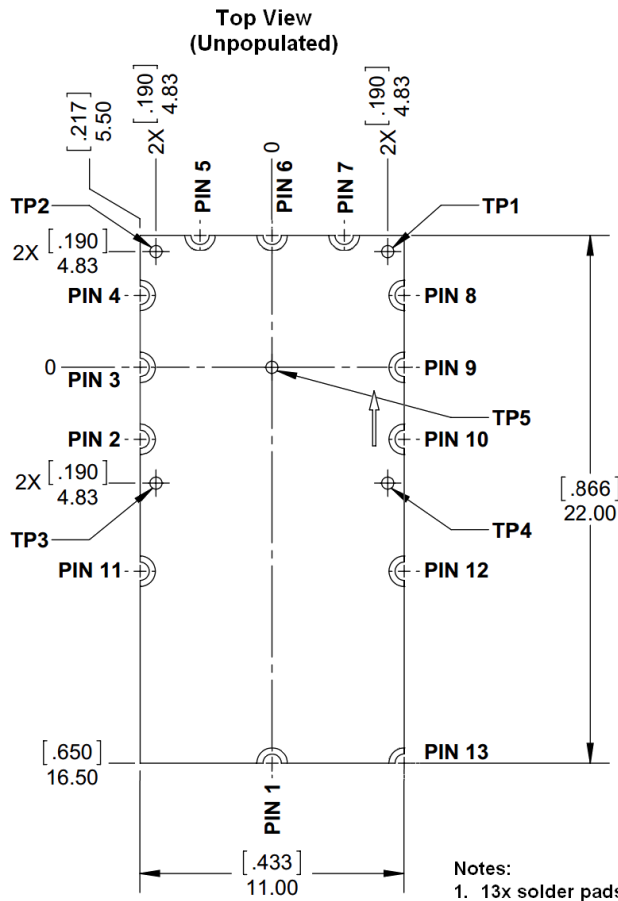 Top View
(Unpopulated)
[.217]
5.50
2X [.190]
4.83
0
2X [.190]
4.83
PIN 5
PIN 6
PIN 7
TP2
TP1
2X [.190]
4.83
PIN 4
PIN 8
0
PIN 3
PIN 9
TP5
PIN 2
PIN 10
2X [.190]
4.83
[.866]
22.00
TP3
TP4
PIN 11
PIN 12
[.650]
16.50
PIN 13
PIN 1
[.433]
11.00
Notes:
1. 13x solder pads